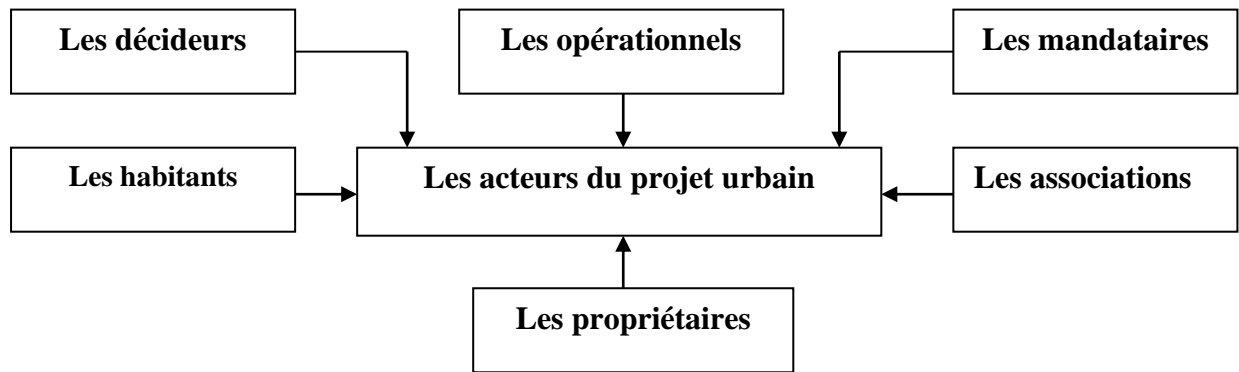 Les décideurs
Les opérationnels
Les mandataires
Les habitants
Les acteurs du projet urbain
Les associations
Les propriétaires